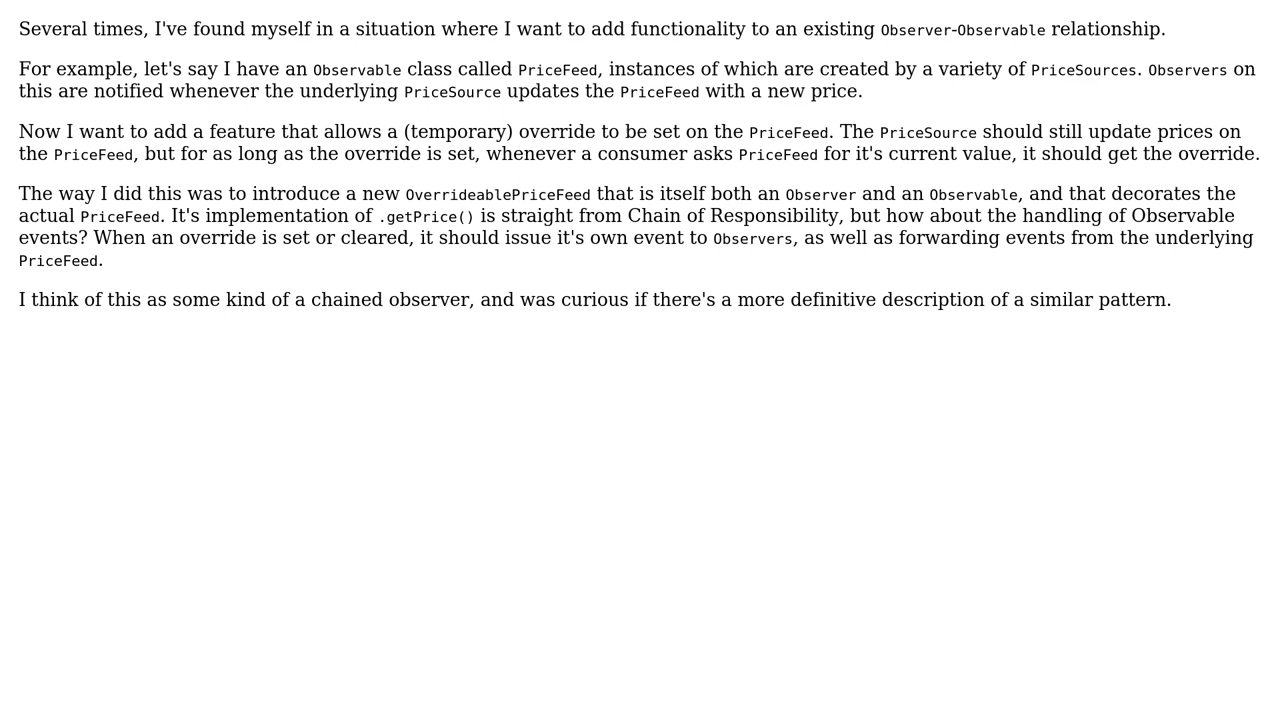 Several times, I've found myself in a situation where I want to add functionality to an existing Observer-Observable relationship.
For example, let's say I have an Observable class called PriceFeed, instances of which are created by a variety of PriceSources. Observers on
this are notified whenever the underlying PriceSource updates the PriceFeed with a new price.
Now I want to add a feature that allows a (temporary) override to be set on the PriceFeed. The PriceSource should still update prices on
the PriceFeed, but for as long as the override is set, whenever a consumer asks PriceFeed for it's current value, it should get the override.
The way I did this was to introduce a new OverrideablePriceFeed that is itself both an Observer and an Observable, and that decorates the
actual PriceFeed. It's implementation of .getPrice() is straight from Chain of Responsibility, but how about the handling of Observable
events? When an override is set or cleared, it should issue it's own event to Observers, as well as forwarding events from the underlying
PriceFeed.
I think of this as some kind of a chained observer, and was curious if there's a more definitive description of a similar pattern.